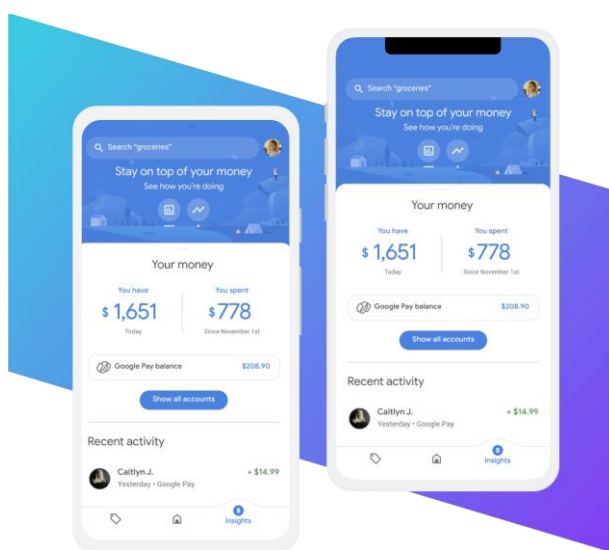 Search "groceries"
Stay on top of your money
See how you're doing
Your money
You have
You spent
$ 1,651
$ 778
Today
Since November 1st
Google Pay balance
$208.90
Show all accounts
Recent activity
Caitlyn J.
+ $14.99
Yesterday • Google Pay
$
Insights
Search "groceries"
Stay on top of your money
See how you're doing
Your money
You have
You spent
$ 1,651
$ 778
Today
Since November 1st
Google Pay balance
$208.90
Show all accounts
Recent activity
Caitlyn J.
+ $14.99
Yesterday • Google Pay
$
Insights